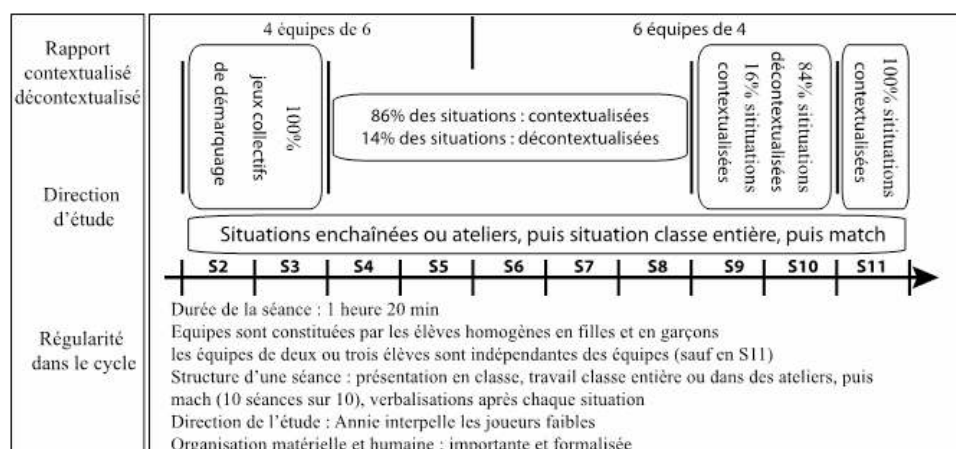 Rapport
contextualisé
décontextualisé
Direction
d'étude
Régularité
dans le cycle
4 équipes de 6
6 équipes de 4
100%
jeux collectifs
de démarquage
86% des situations : contextualisées
14% des situations : décontextualisées
84% sitituations
décontextualisées
16% situations
contextualisées
100% sitituations
contextualisées
Situations enchaînées ou ateliers, puis situation classe entière, puis match
S2 S3 S4 S5 S6 S7 S8 S9 S10 S11
Durée de la séance : 1 heure 20 min
Equipes sont constituées par les élèves homogènes en filles et en garçons
les équipes de deux ou trois élèves sont indépendantes des équipes (sauf en S11)
Structure d'une séance : présentation en classe, travail classe entière ou dans des ateliers, puis
mach (10 séances sur 10), verbalisations après chaque situation
Direction de l'étude : Annie interpelle les joueurs faibles
Organisation matérielle et humaine : importante et formalisée